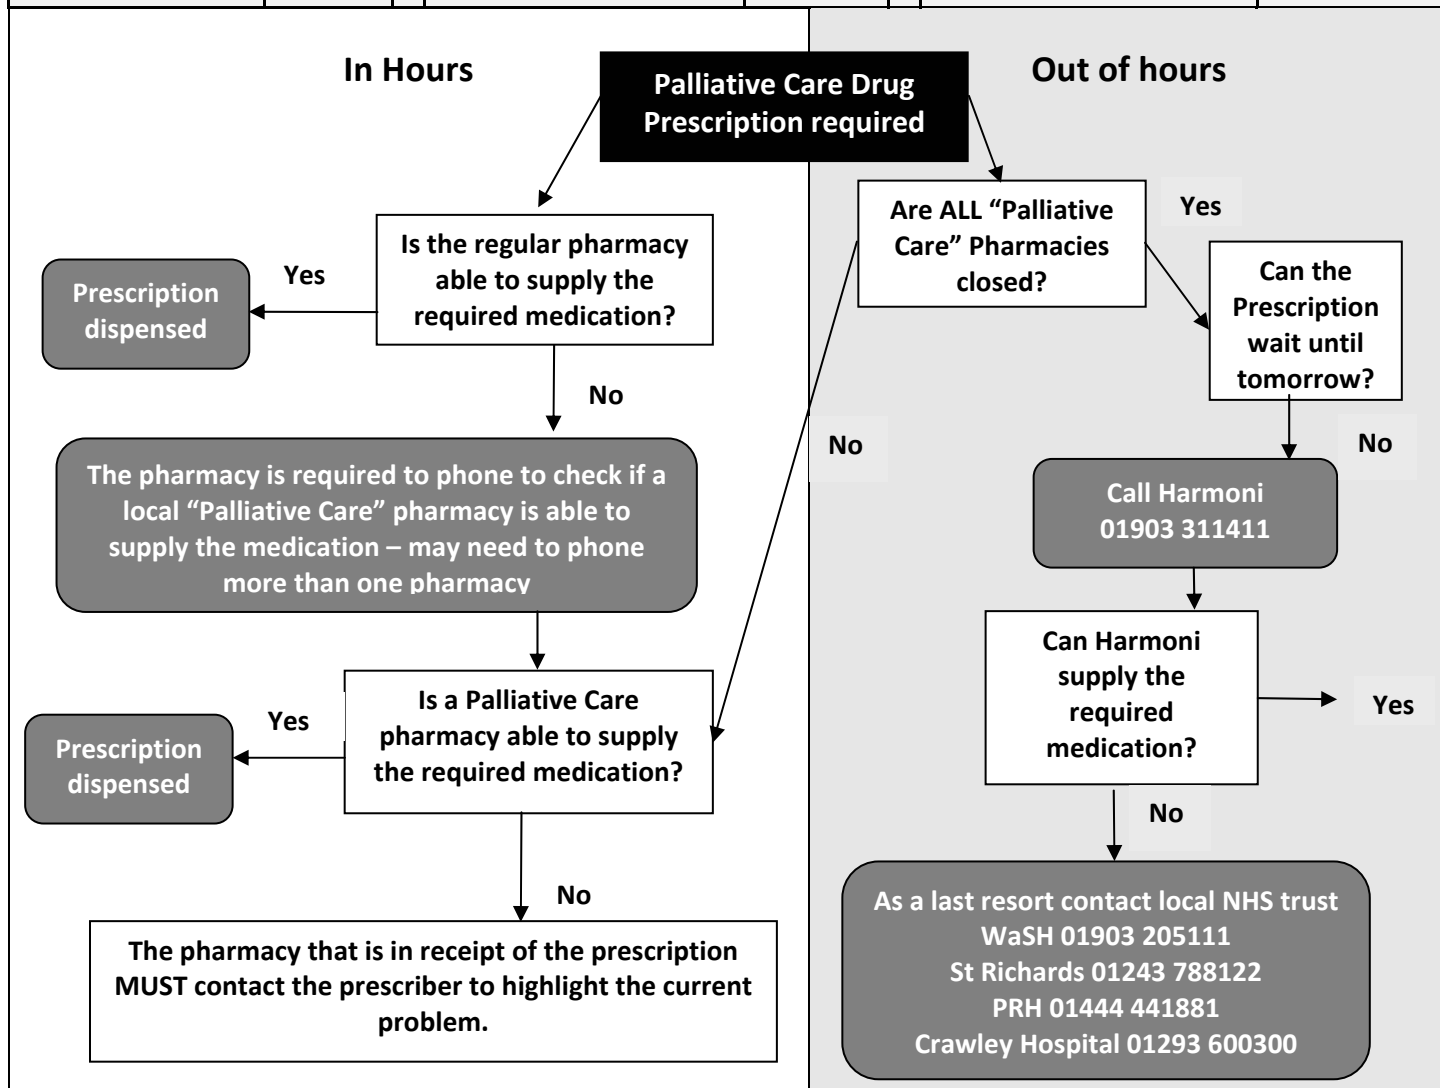 In Hours
Palliative Care Drug
Prescription required
Out of hours
Is the regular pharmacy
able to supply the
required medication?
Yes
Prescription
dispensed
No
The pharmacy is required to phone to check if a
local “Palliative Care” pharmacy is able to
supply the medication – may need to phone
more than one pharmacy
Is a Palliative Care
pharmacy able to supply
the required medication?
Yes
Prescription
dispensed
No
The pharmacy that is in receipt of the prescription
MUST contact the prescriber to highlight the current
problem.
Are ALL “Palliative
Care” Pharmacies
closed?
Yes
No
Can the
Prescription
wait until
tomorrow?
No
Call Harmoni
01903 311411
Can Harmoni
supply the
required
medication?
Yes
No
As a last resort contact local NHS trust
WaSH 01903 205111
St Richards 01243 788122
PRH 01444 441881
Crawley Hospital 01293 600300